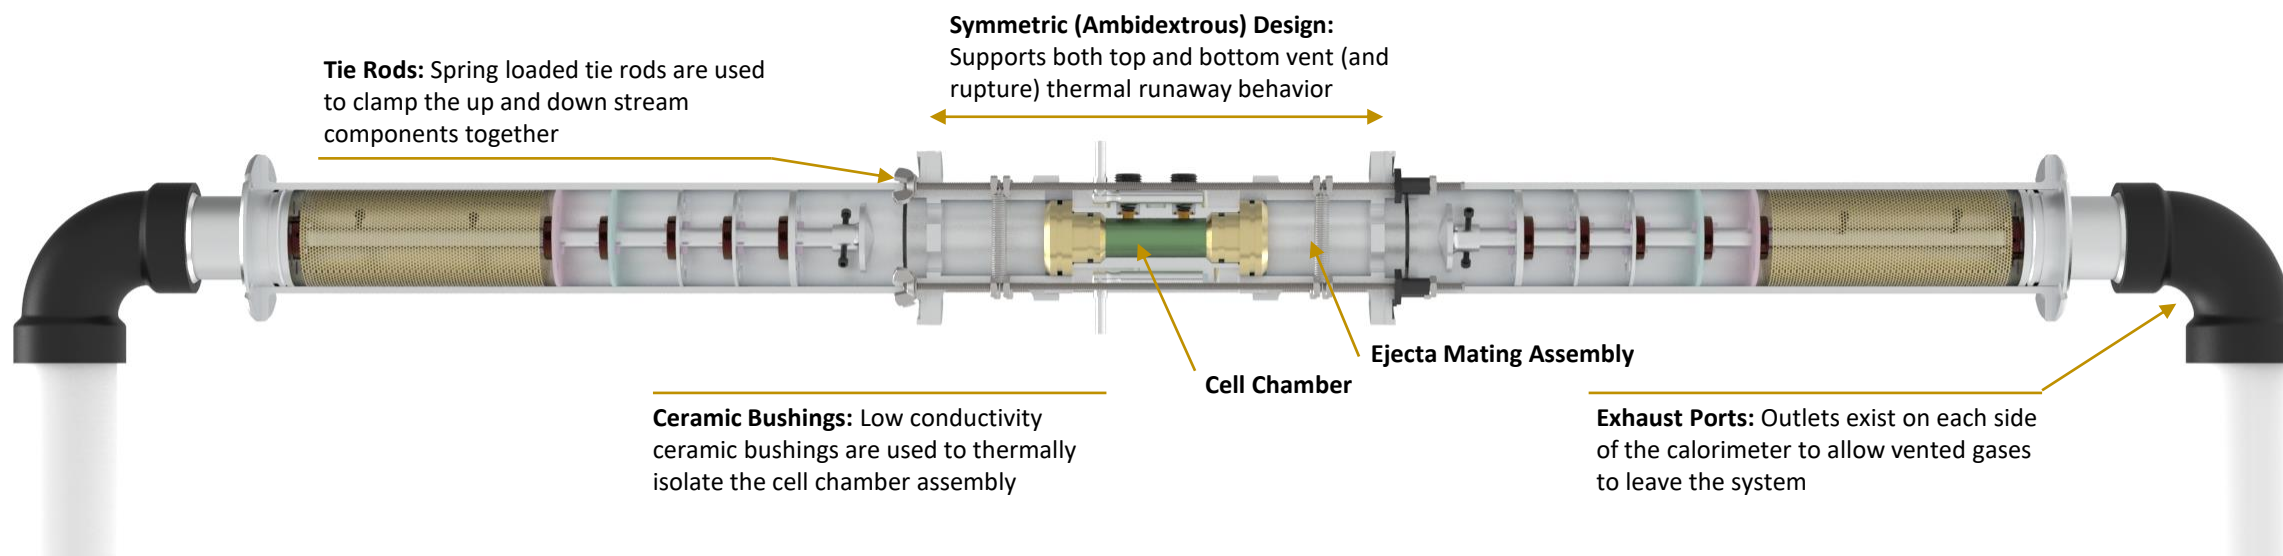 Symmetric (Ambidextrous) Design:
Supports both top and bottom vent (and
rupture) thermal runaway behavior
Tie Rods: Spring loaded tie rods are used
to clamp the up and down stream
components together
Ejecta Mating Assembly
Cell Chamber
Ceramic Bushings: Low conductivity
ceramic bushings are used to thermally
isolate the cell chamber assembly
Exhaust Ports: Outlets exist on each side
of the calorimeter to allow vented gases
to leave the system